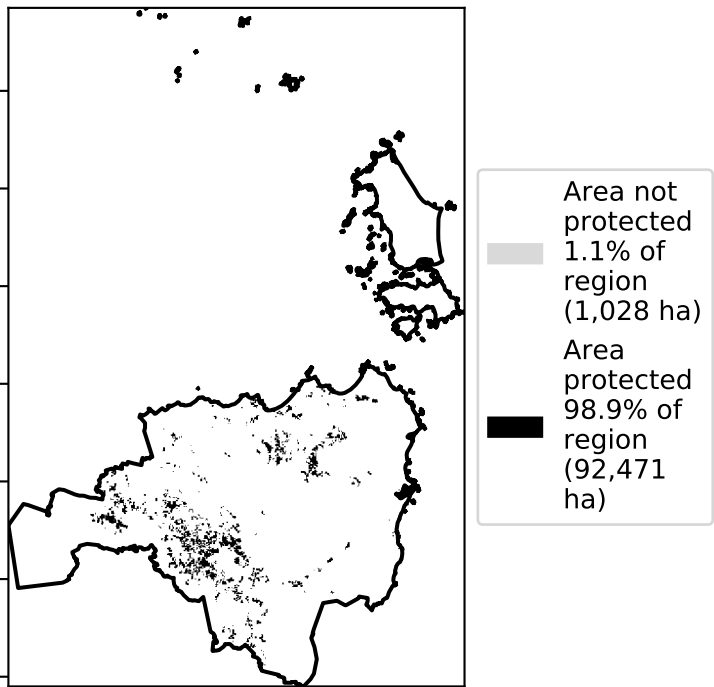 Area not
protected
1.1% of
region
(1,028 ha)
Area
protected
98.9% of
region
(92,471
ha)